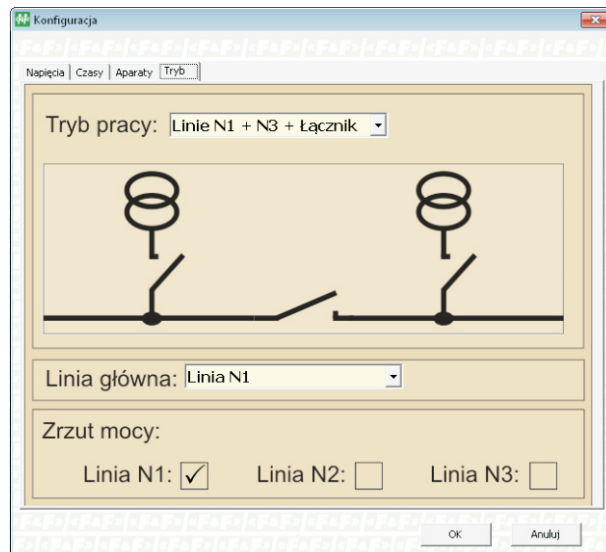 Konfiguracja
Napięcia Czasy Aparaty Tryb
Tryb pracy: Linie N1 + N3 + Łącznik
Linia główna: Linia N1
Zrzut mocy:
Linia N1: Linia N2: Linia N3:
OK Anuluj